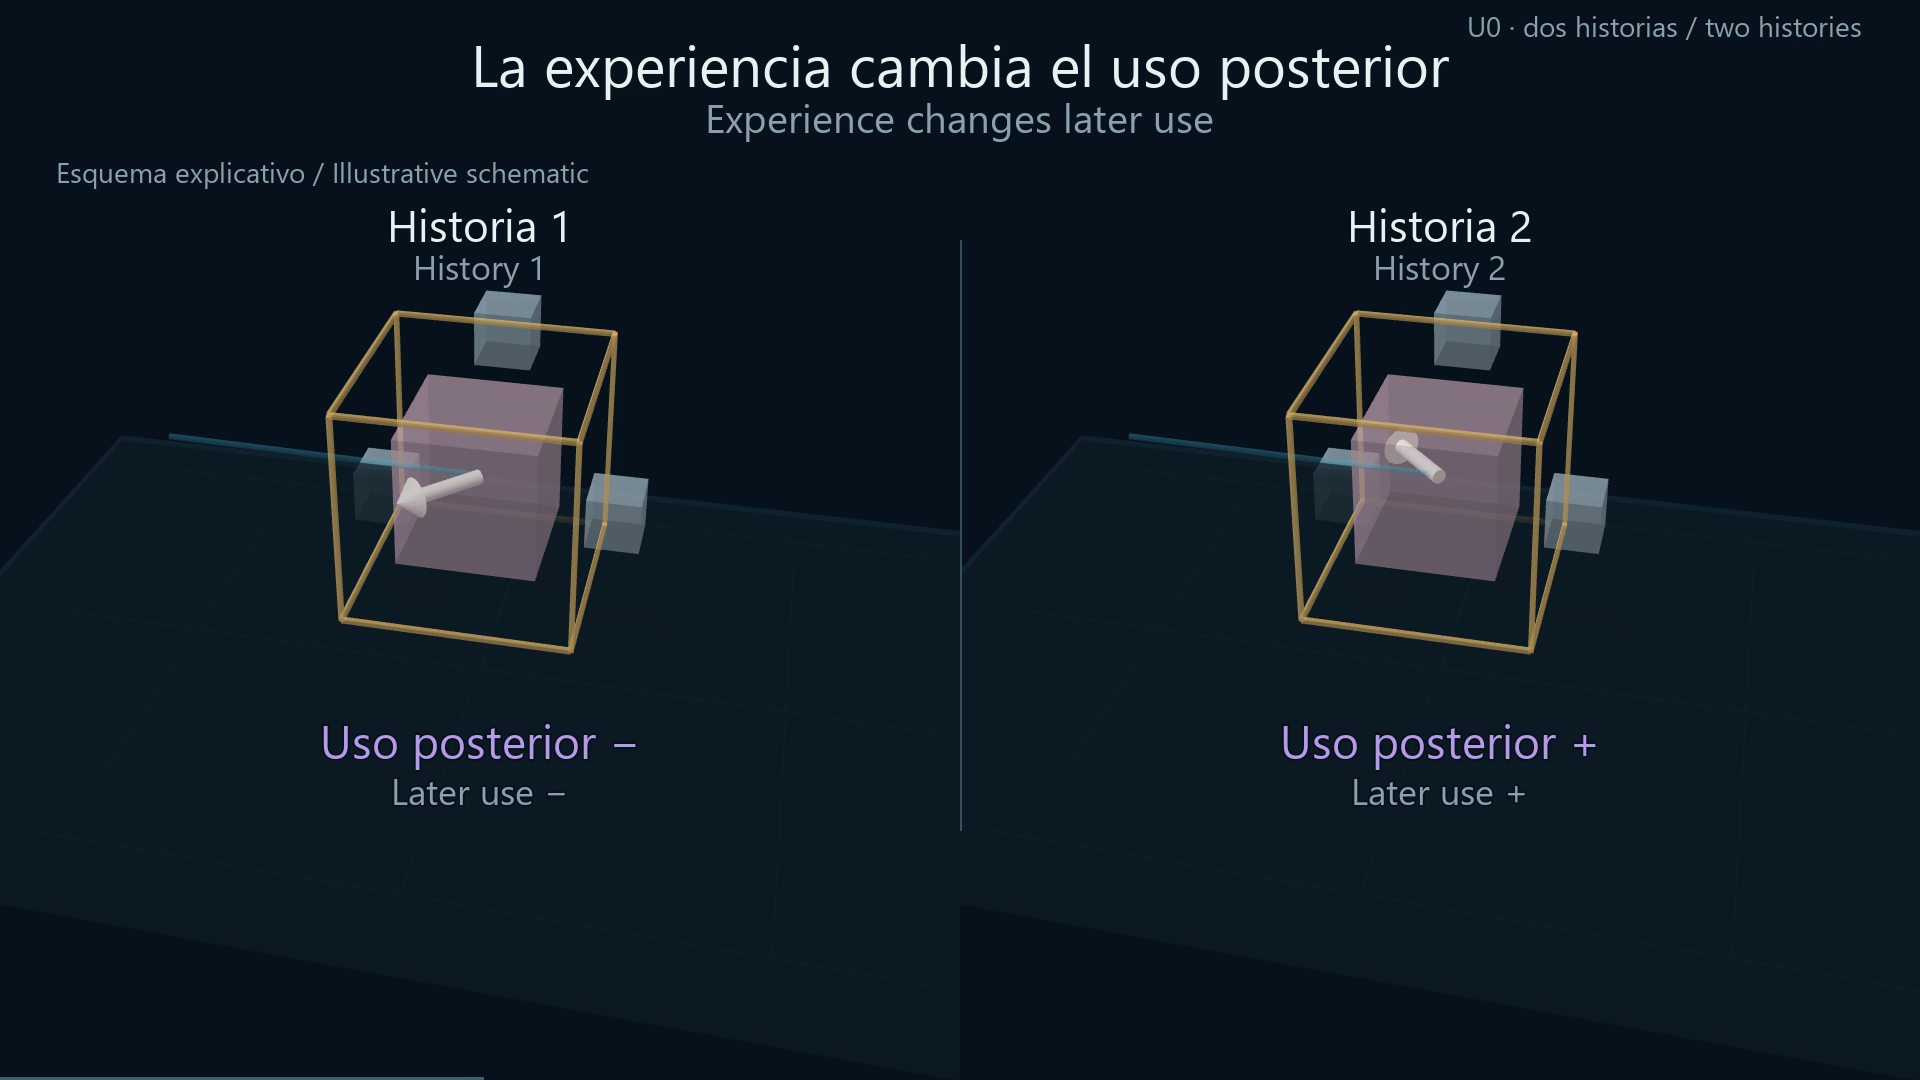 U0 · dos historias / two histories
La experiencia cambia el uso posterior
Experience changes later use
Esquema explicativo / Illustrative schematic
Historia 1
History 1
Historia 2
History 2
Uso posterior −
Later use −
Uso posterior +
Later use +